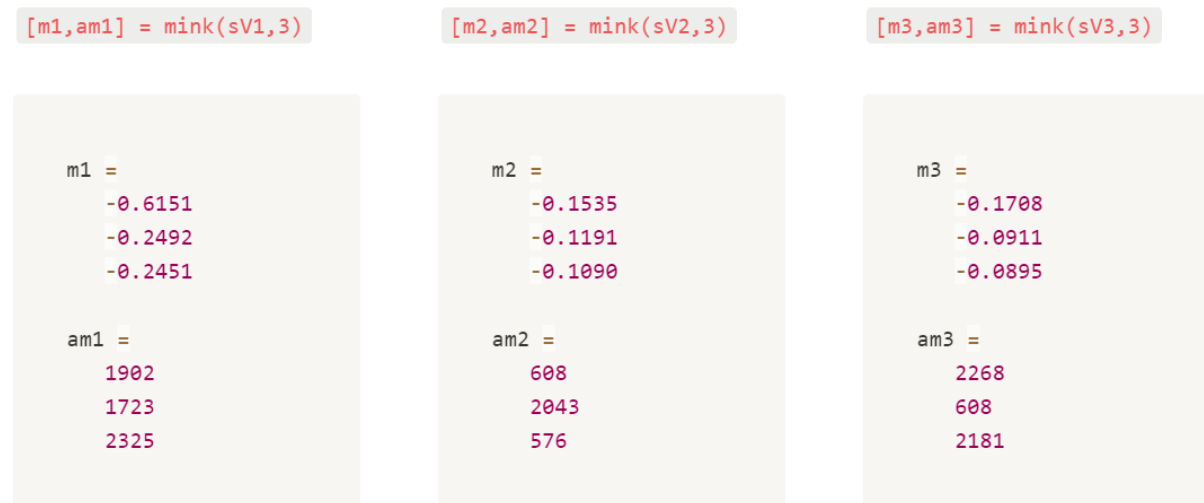 [m1,am1] = mink(sV1,3)
[m2,am2] = mink(sV2,3)
[m3,am3] = mink(sV3,3)
m1 =
-0.6151
-0.2492
-0.2451
am1 =
1902
1723
2325
m2 =
-0.1535
-0.1191
-0.1090
am2 =
608
2043
576
m3 =
-0.1708
-0.0911
-0.0895
am3 =
2268
608
2181